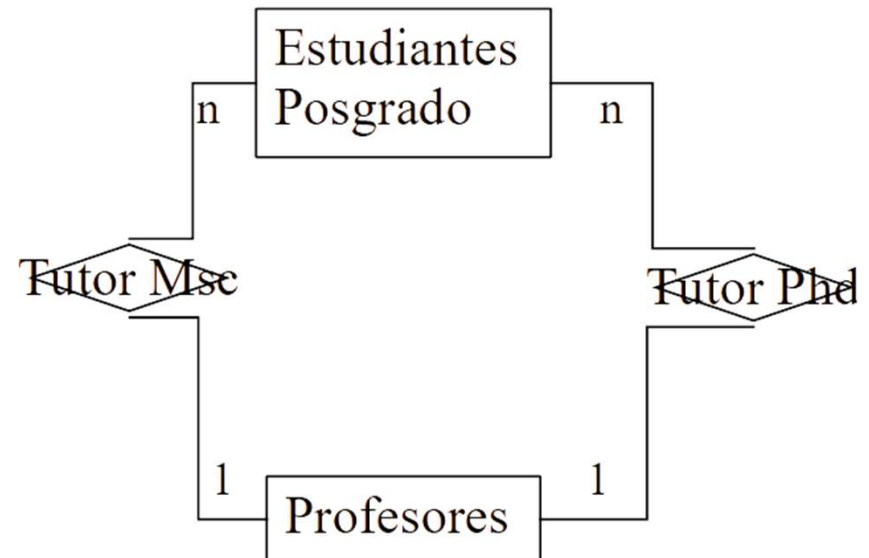 Estudiantes
Posgrado
n
n
Tutor Msc
Tutor Phd
1
1
Profesores